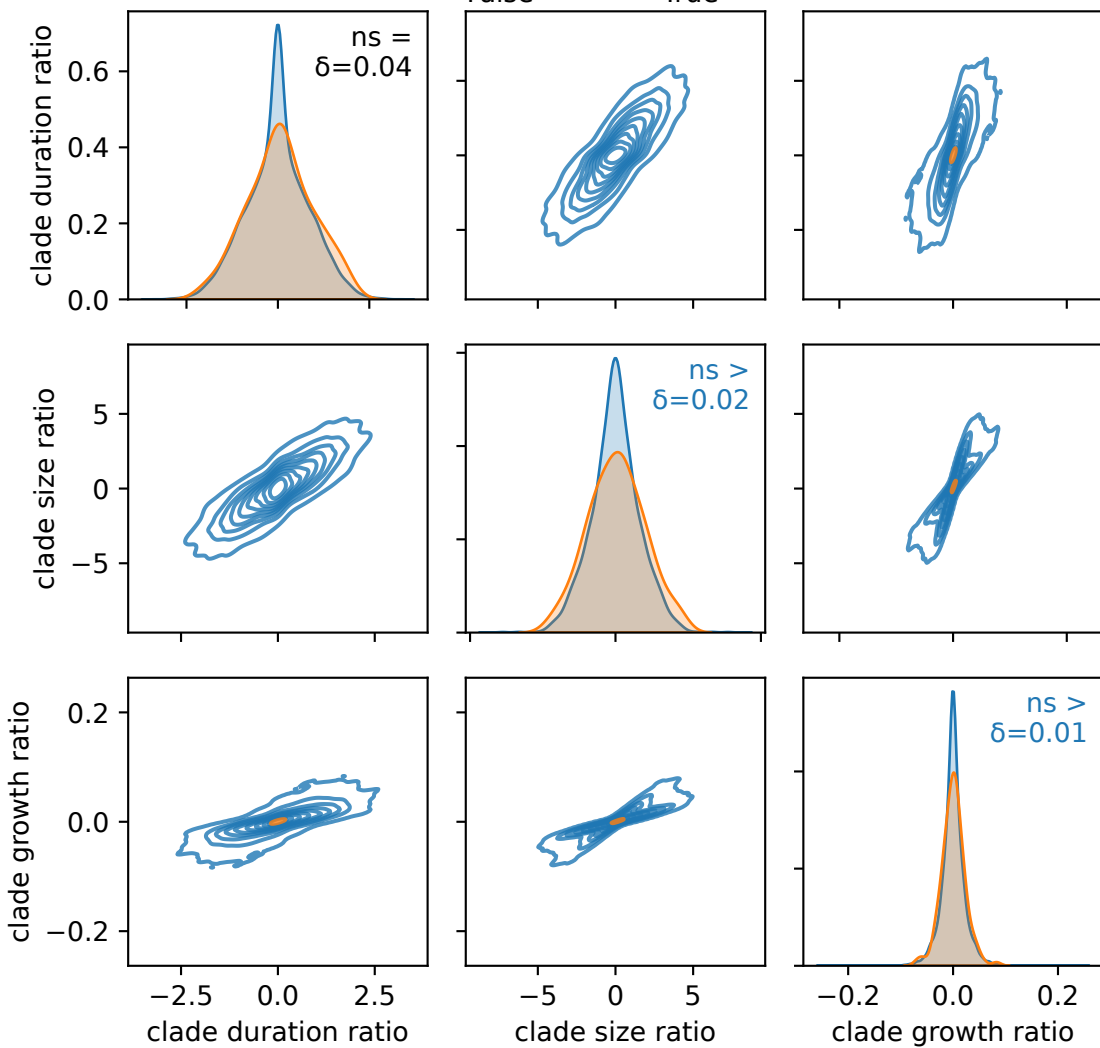 clade duration ratio
0.6
0.4
0.2
0.0
ns =
δ=0.04
clade size ratio
5
0
−5
ns >
δ=0.02
clade growth ratio
0.2
0.0
−0.2
ns >
δ=0.01
−2.5 0.0 2.5
−5 0 5
−0.2 0.0 0.2
clade duration ratio
clade size ratio
clade growth ratio